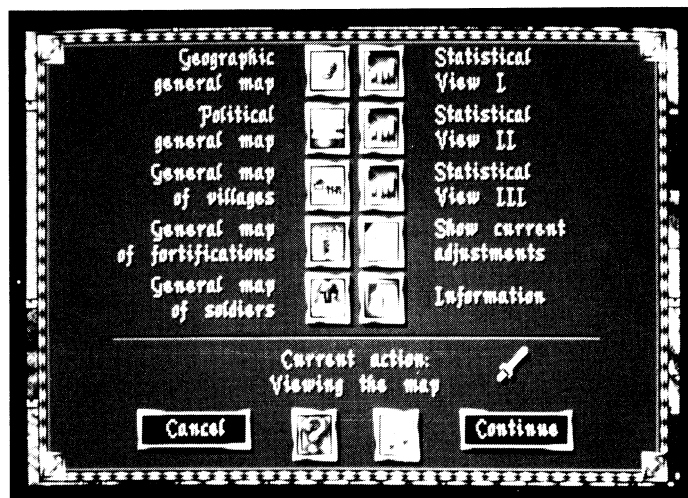 Geographic
general map
Statistical
View I
Political
general map
Statistical
View II
General map
of villages
Statistical
View III
General map
of fortifications
Show current
adjustments
General map
of soldiers
Information
Current action:
Viewing the map
Cancel
Continue